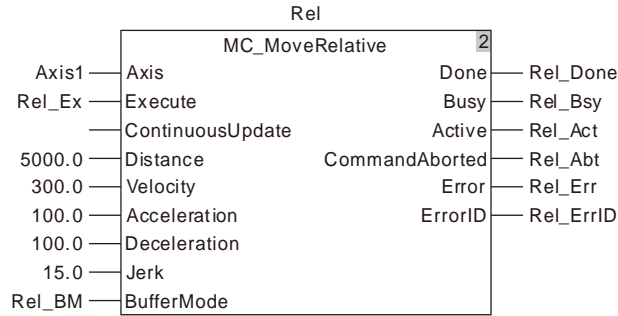 Rel
MC_MoveRelative 2
Axis1 Axis Done Rel_Done
Rel_Ex Execute Busy Rel_Bsy
ContinuousUpdate Active Rel_Act
5000.0 Distance CommandAborted Rel_Abt
300.0 Velocity Error Rel_Err
100.0 Acceleration ErrorID Rel_ErrID
100.0 Deceleration
15.0 Jerk
Rel_BM BufferMode